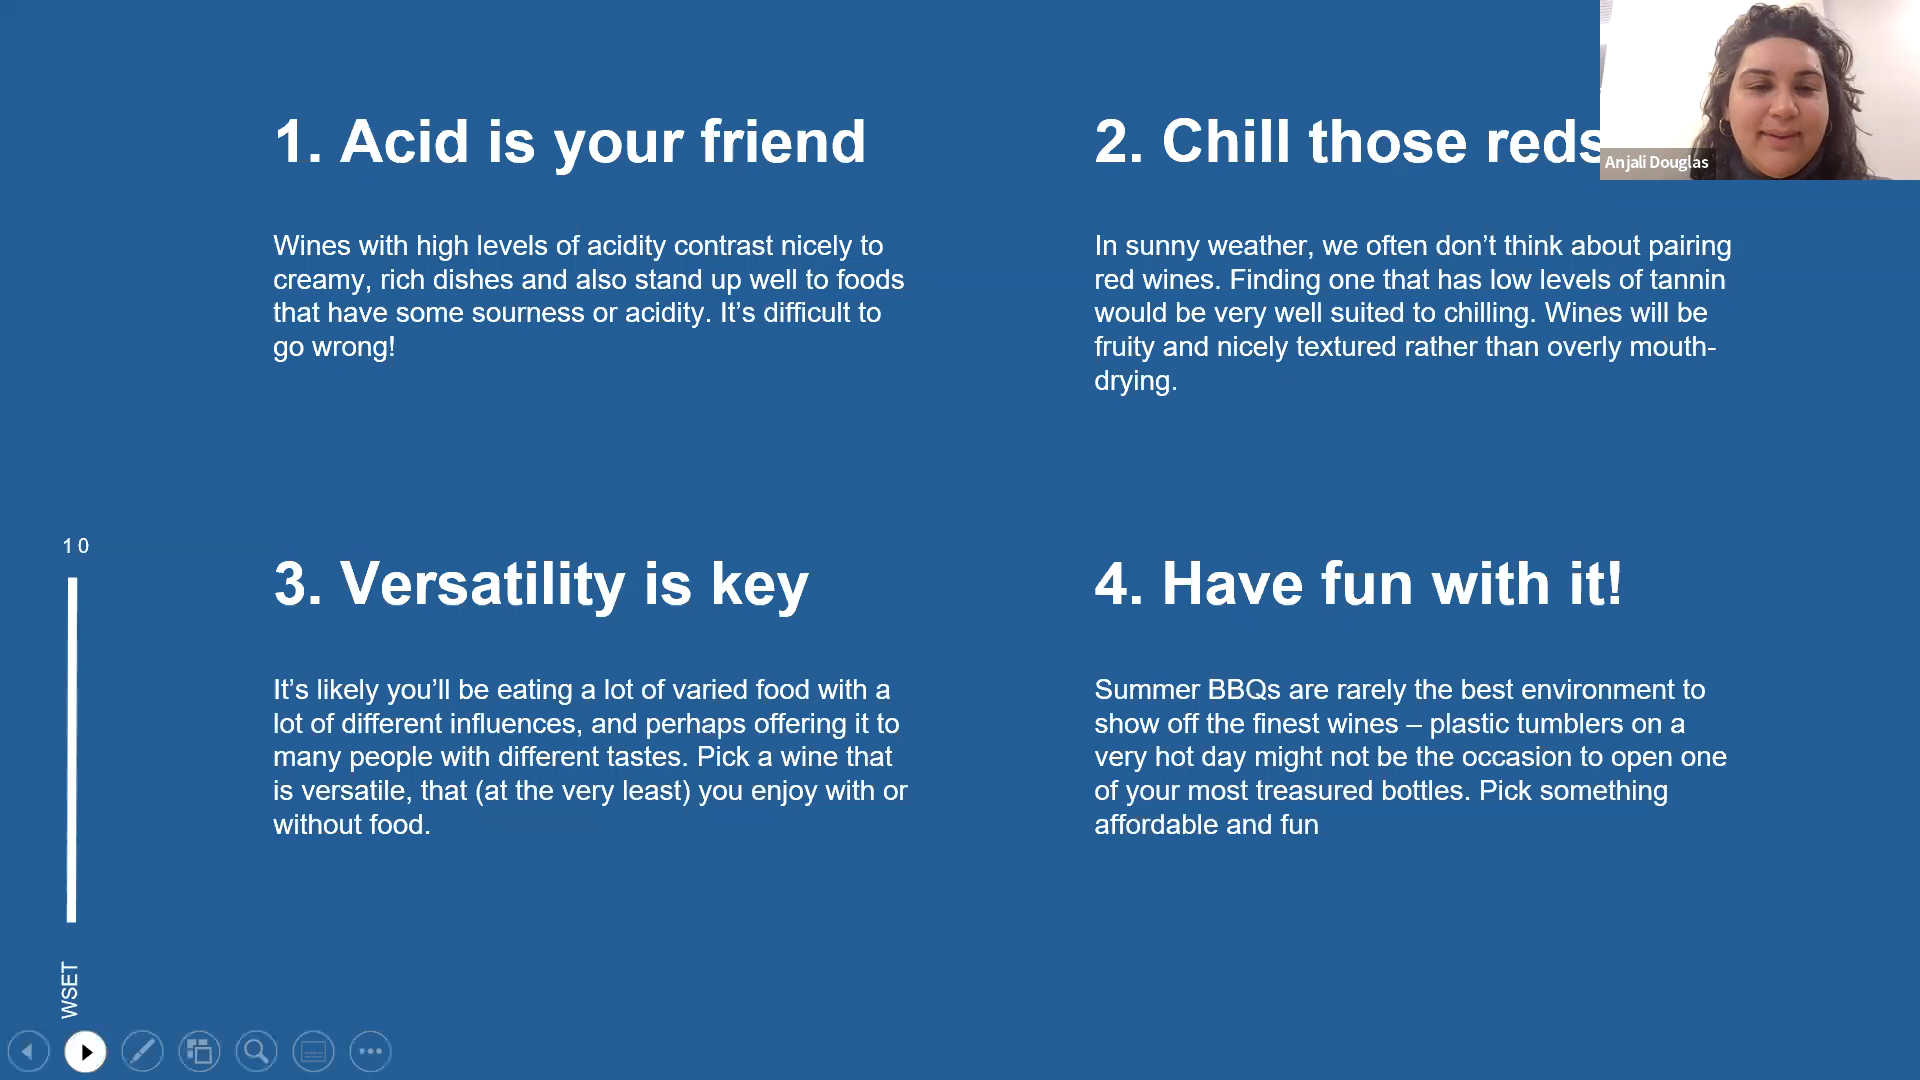 1. Acid is your friend
Wines with high levels of acidity contrast nicely to
creamy, rich dishes and also stand up well to foods
that have some sourness or acidity. It’s difficult to
go wrong!
2. Chill those reds
In sunny weather, we often don’t think about pairing
red wines. Finding one that has low levels of tannin
would be very well suited to chilling. Wines will be
fruity and nicely textured rather than overly mouth-
drying.
Anjali Douglas
3. Versatility is key
It’s likely you’ll be eating a lot of varied food with a
lot of different influences, and perhaps offering it to
many people with different tastes. Pick a wine that
is versatile, that (at the very least) you enjoy with or
without food.
4. Have fun with it!
Summer BBQs are rarely the best environment to
show off the finest wines – plastic tumblers on a
very hot day might not be the occasion to open one
of your most treasured bottles. Pick something
affordable and fun
10
WSET